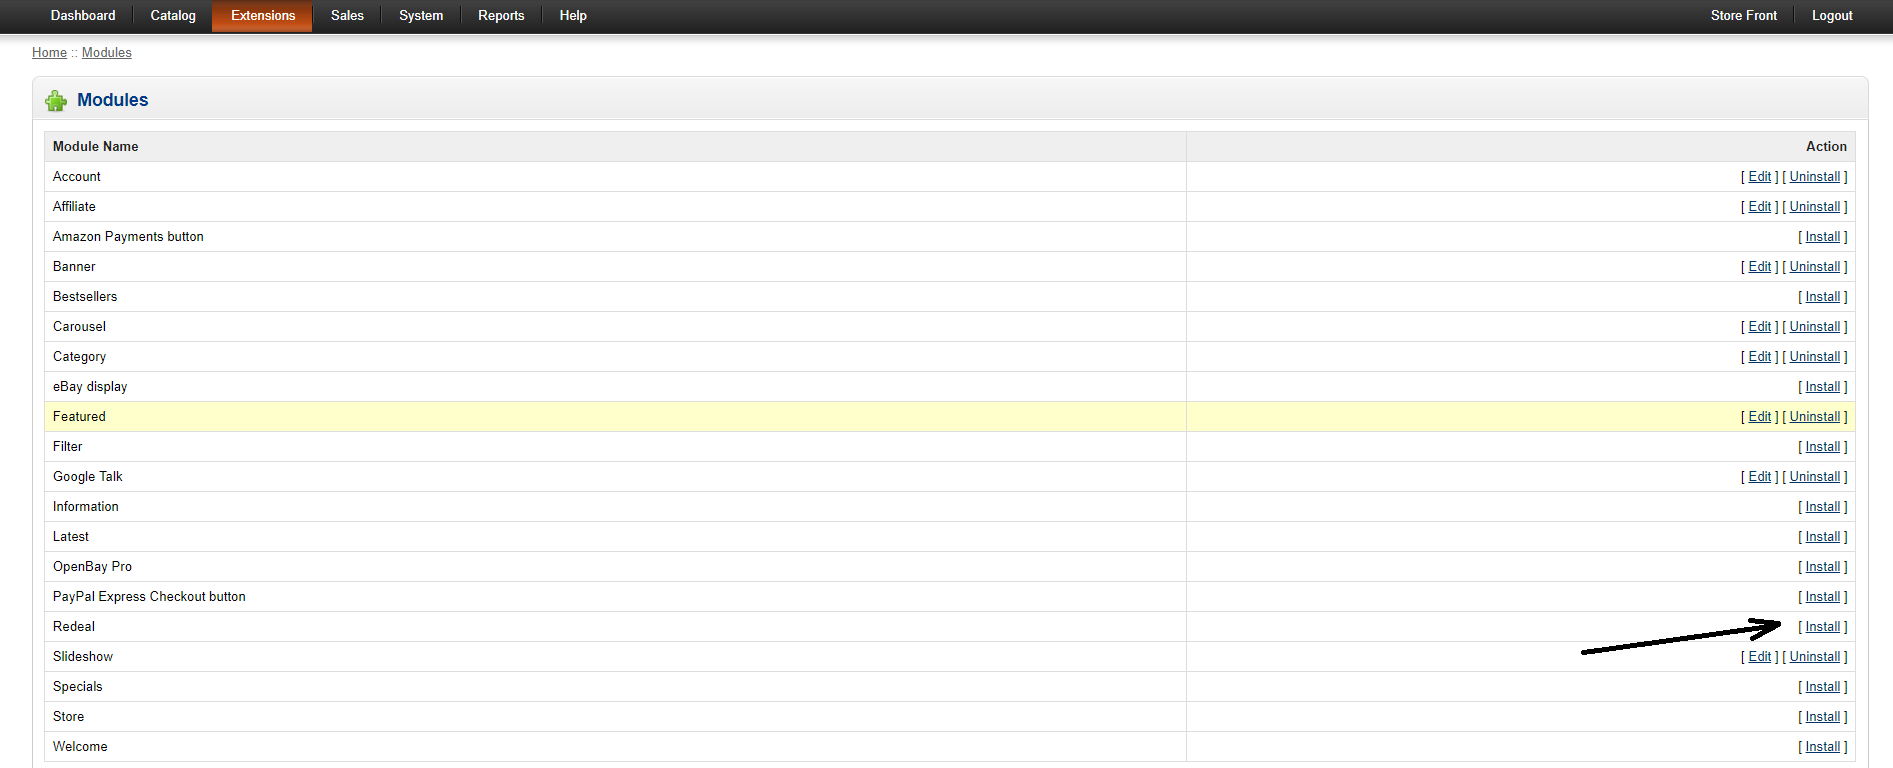 Dashboard Catalog Extensions Sales System Reports Help Store Front Logout
Home :: Modules
Modules
Module Name Action
Account [ Edit ] [ Uninstall ]
Affiliate [ Edit ] [ Uninstall ]
Amazon Payments button [ Install ]
Banner [ Edit ] [ Uninstall ]
Bestsellers [ Install ]
Carousel [ Edit ] [ Uninstall ]
Category [ Edit ] [ Uninstall ]
eBay display [ Install ]
Featured [ Edit ] [ Uninstall ]
Filter [ Install ]
Google Talk [ Edit ] [ Uninstall ]
Information [ Install ]
Latest [ Install ]
OpenBay Pro [ Install ]
PayPal Express Checkout button [ Install ]
Redeal [ Install ]
Slideshow [ Edit ] [ Uninstall ]
Specials [ Install ]
Store [ Install ]
Welcome [ Install ]